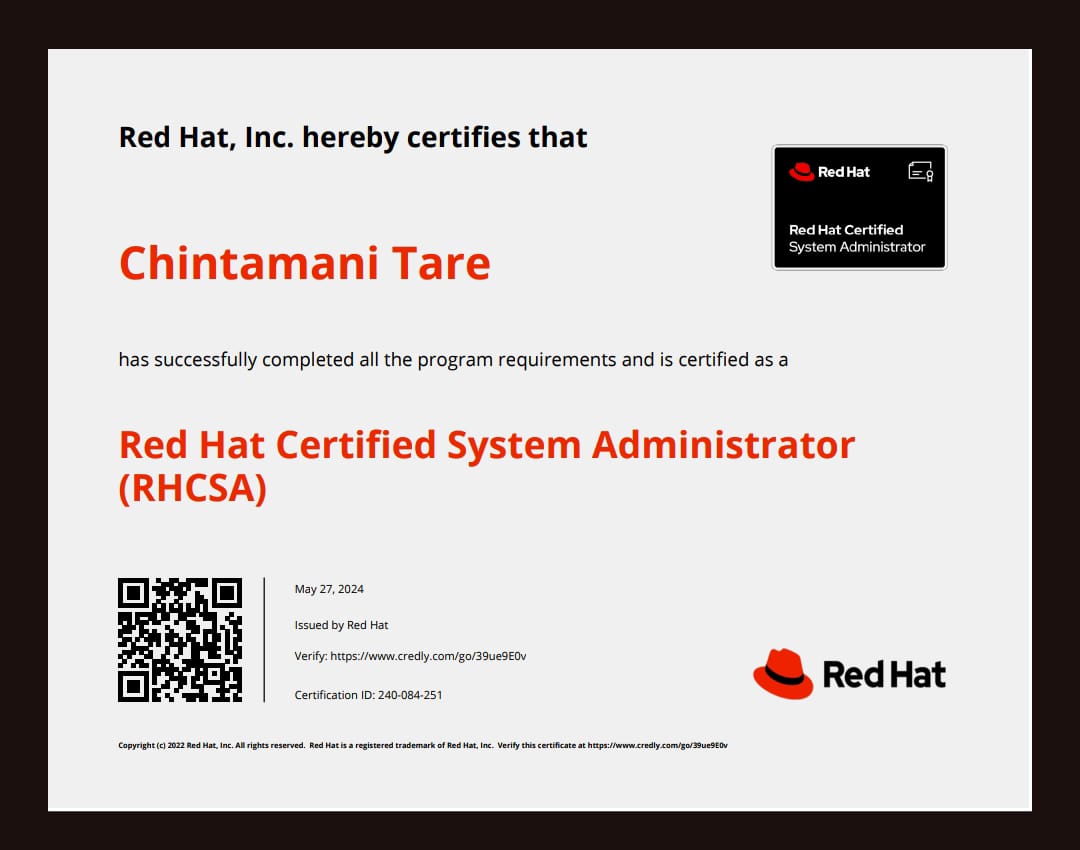 Red Hat, Inc. hereby certifies that
Red Hat
Red Hat Certified
System Administrator
Chintamani Tare
has successfully completed all the program requirements and is certified as a
Red Hat Certified System Administrator
(RHCSA)
May 27, 2024
Issued by Red Hat
Verify: https://www.credly.com/go/39ue9E0v
Certification ID: 240-084-251
Red Hat
Copyright (c) 2022 Red Hat, Inc. All rights reserved. Red Hat is a registered trademark of Red Hat, Inc. Verify this certificate at https://www.credly.com/go/39ue9E0v